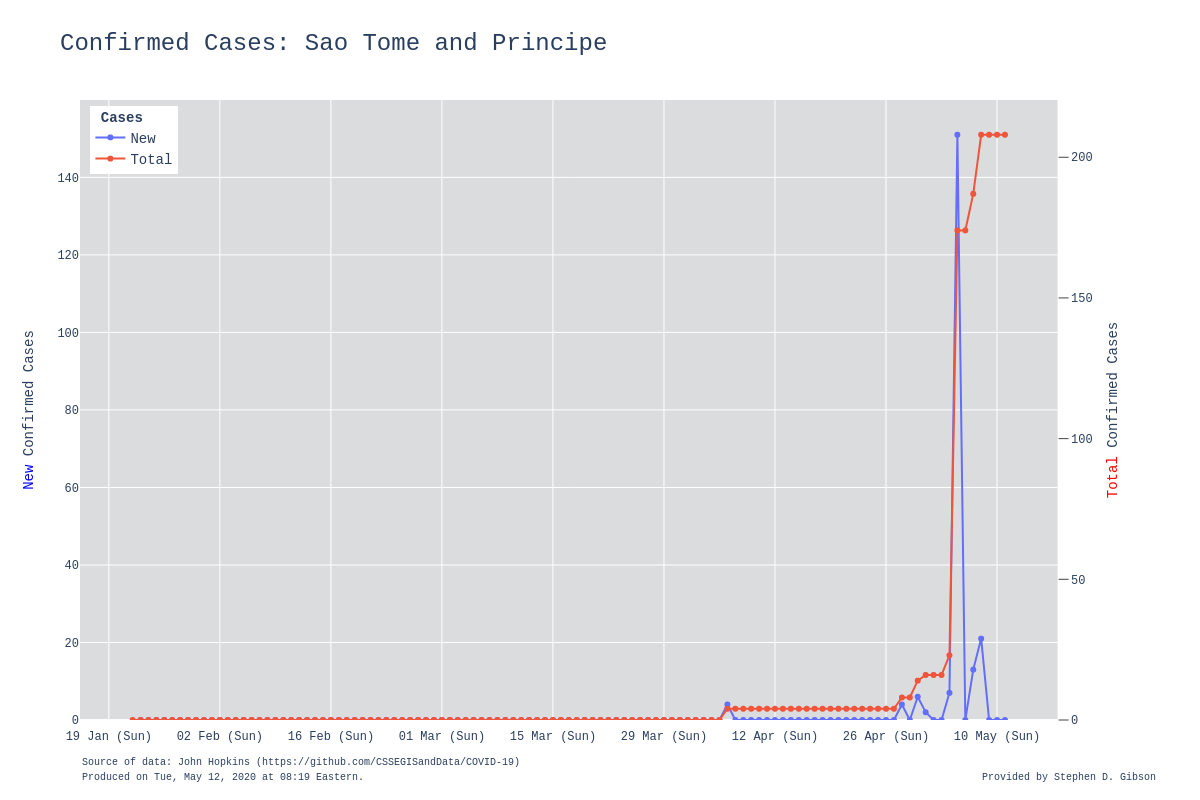 Confirmed Cases: Sao Tome and Principe
Cases
New
Total
140
120
100
80
60
40
20
0
New Confirmed Cases
200
150
100
50
0
Total Confirmed Cases
19 Jan (Sun) 02 Feb (Sun) 16 Feb (Sun) 01 Mar (Sun) 15 Mar (Sun) 29 Mar (Sun) 12 Apr (Sun) 26 Apr (Sun) 10 May (Sun)
Source of data: John Hopkins (https://github.com/CSSEGISandData/COVID-19)
Produced on Tue, May 12, 2020 at 08:19 Eastern.
Provided by Stephen D. Gibson